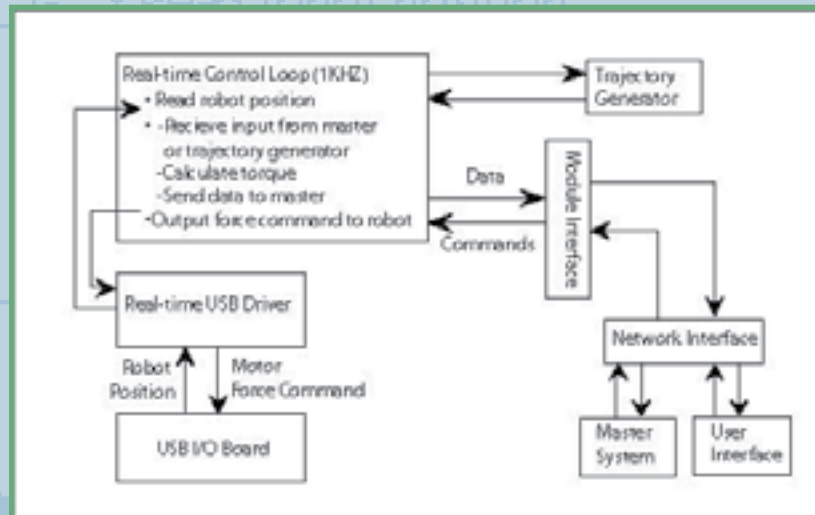 Real-time Control Loop (1KHZ)
• Read robot position
• -Recieve input from master
or trajectory generator
-Calculate torque
-Send data to master
•Output force command to robot
Trajectory
Generator
Data
Commands
Module Interface
Real-time USB Driver
Robot
Position
Motor
Force Command
USB I/O Board
Network Interface
Master
System
User
Interface